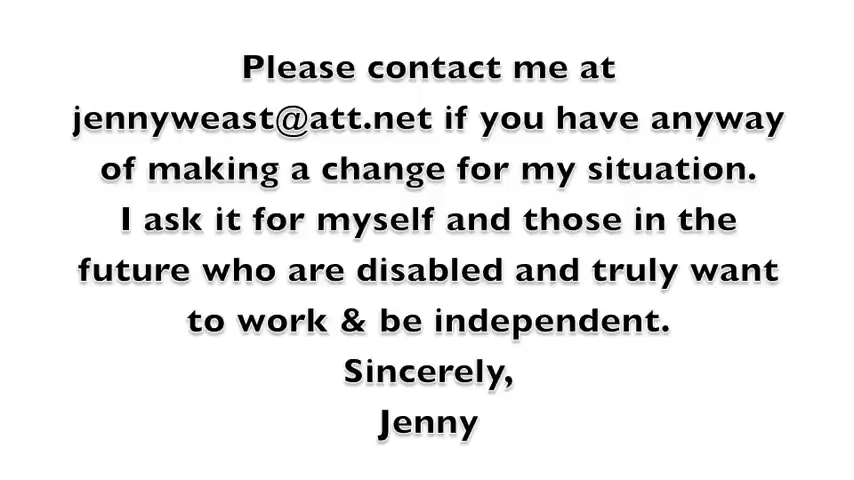 Please contact me at
jennyweast@att.net if you have anyway
of making a change for my situation.
I ask it for myself and those in the
future who are disabled and truly want
to work & be independent.
Sincerely,
Jenny